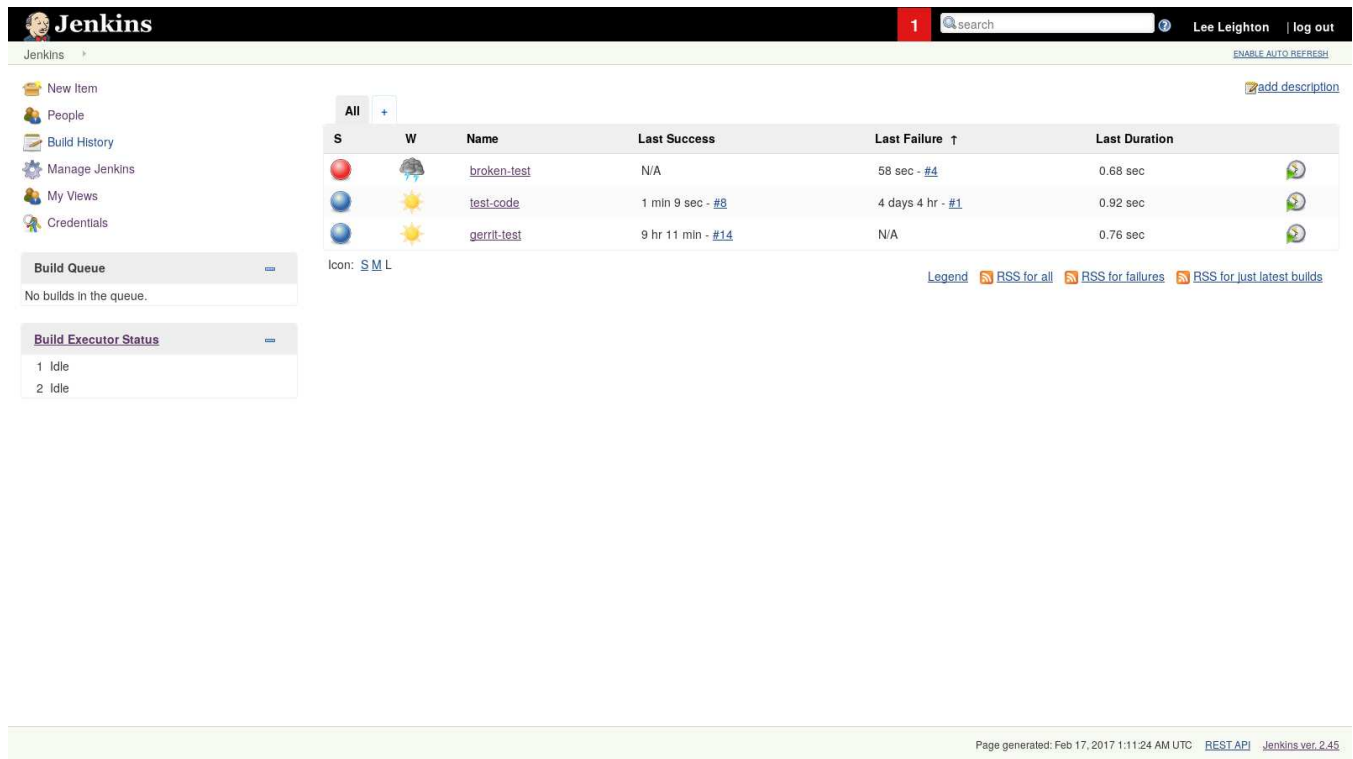 Jenkins
1
search
Lee Leighton | log out
Jenkins
ENABLE AUTO REFRESH
New Item
People
Build History
Manage Jenkins
My Views
Credentials
Build Queue
No builds in the queue.
Build Executor Status
1 Idle
2 Idle
add description
All +
S W Name Last Success Last Failure ↑ Last Duration
broken-test N/A 58 sec - #4 0.68 sec
test-code 1 min 9 sec - #8 4 days 4 hr - #1 0.92 sec
gerrit-test 9 hr 11 min - #14 N/A 0.76 sec
Icon: S M L
Legend RSS for all RSS for failures RSS for just latest builds
Page generated: Feb 17, 2017 1:11:24 AM UTC REST API Jenkins ver. 2.45